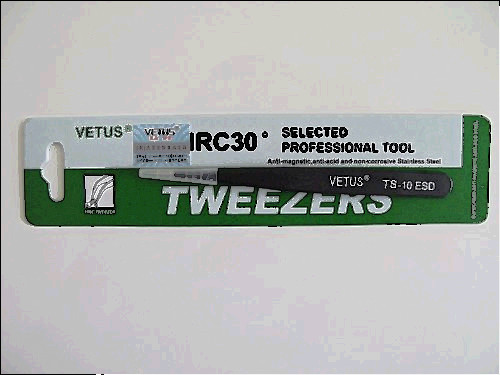 VETUS®
VETUS
HRC30°
SELECTED
PROFESSIONAL TOOL
Anti-magnetic,anti-acid and non-corrosive Stainless Steel
VETUS® TS-10 ESD
TWEEZERS